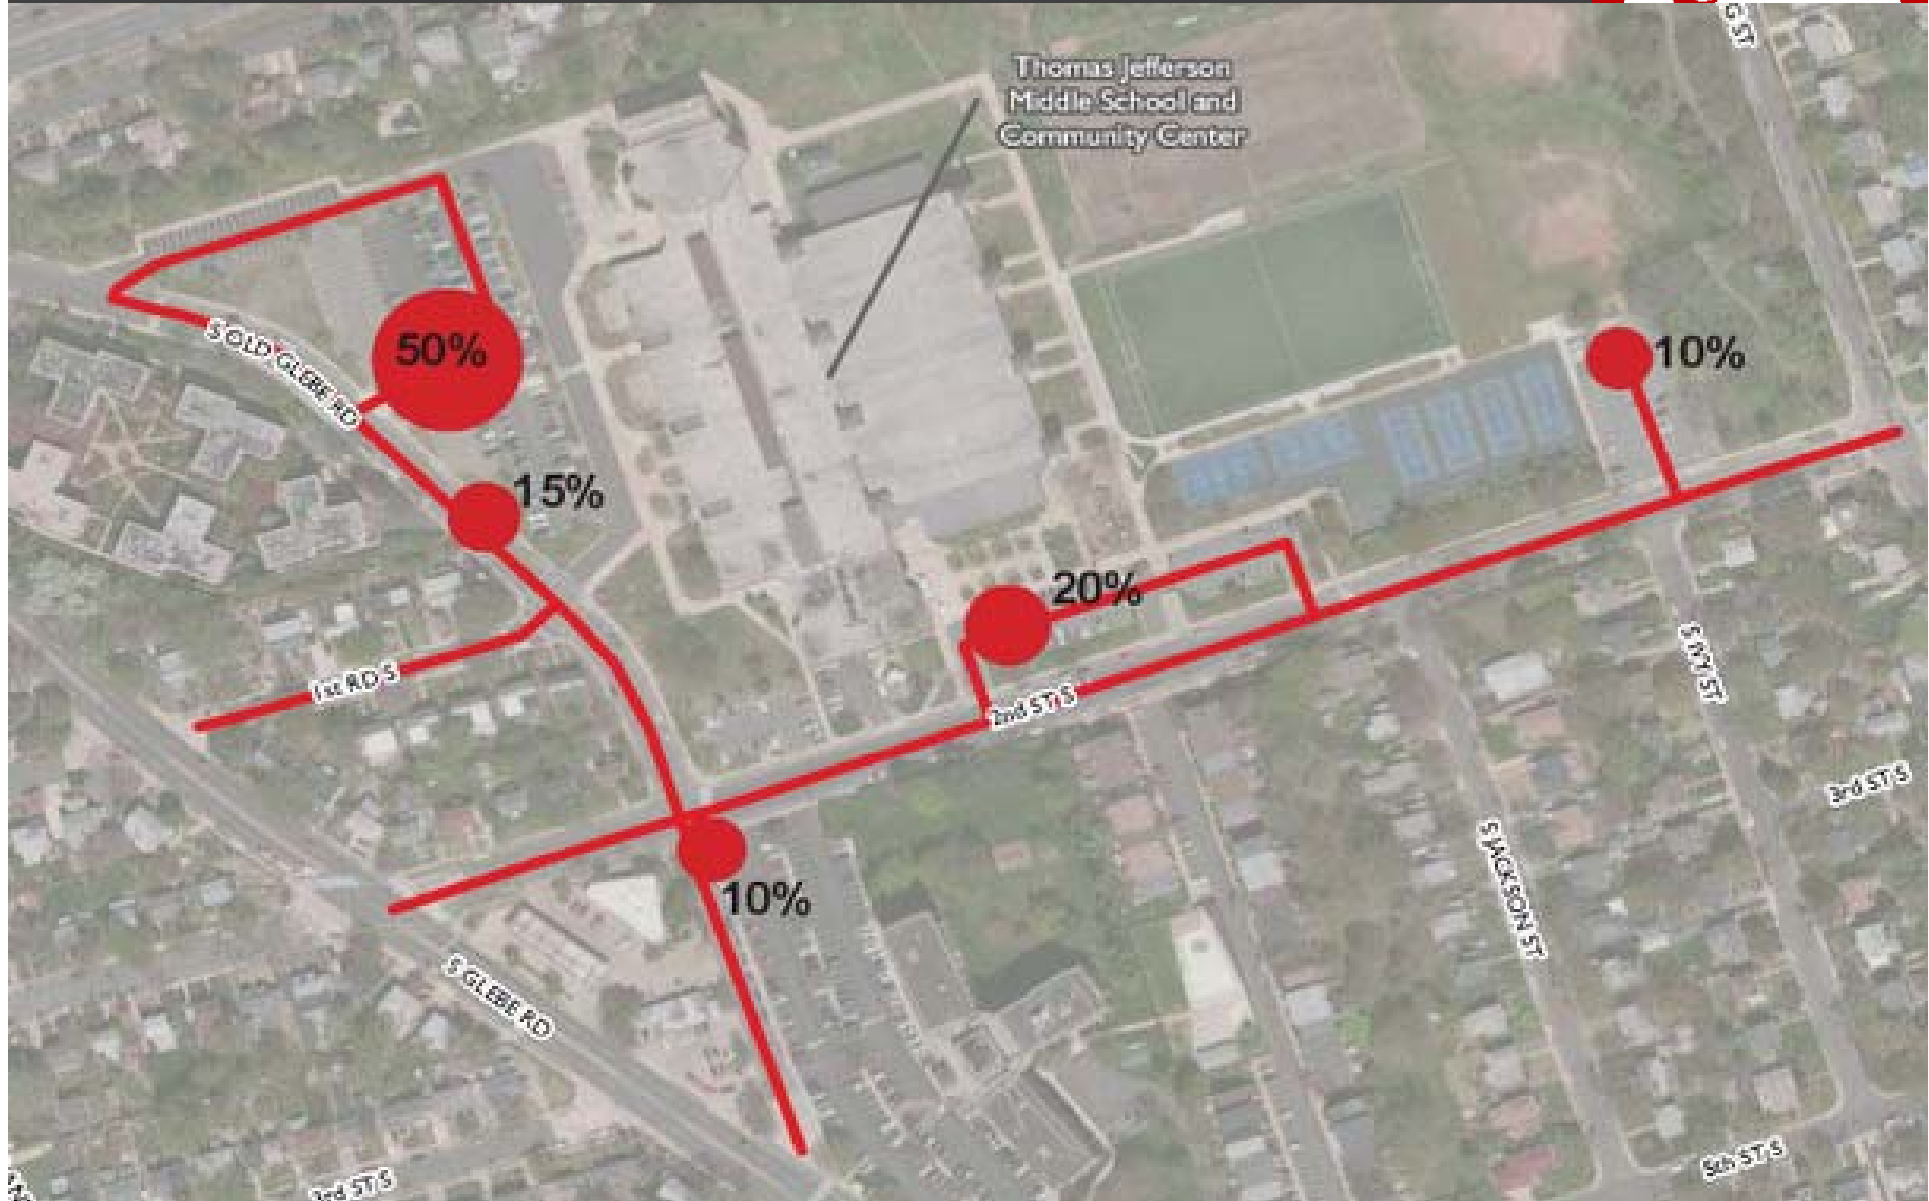 G ST
Thomas Jefferson
Middle School and
Community Center
S OLD GLEBE RD
50%
10%
15%
20%
1st RD S
2nd ST S
S IVY ST
3rd ST S
S JACKSON ST
10%
S GLEBE RD
5th ST S
3rd ST S